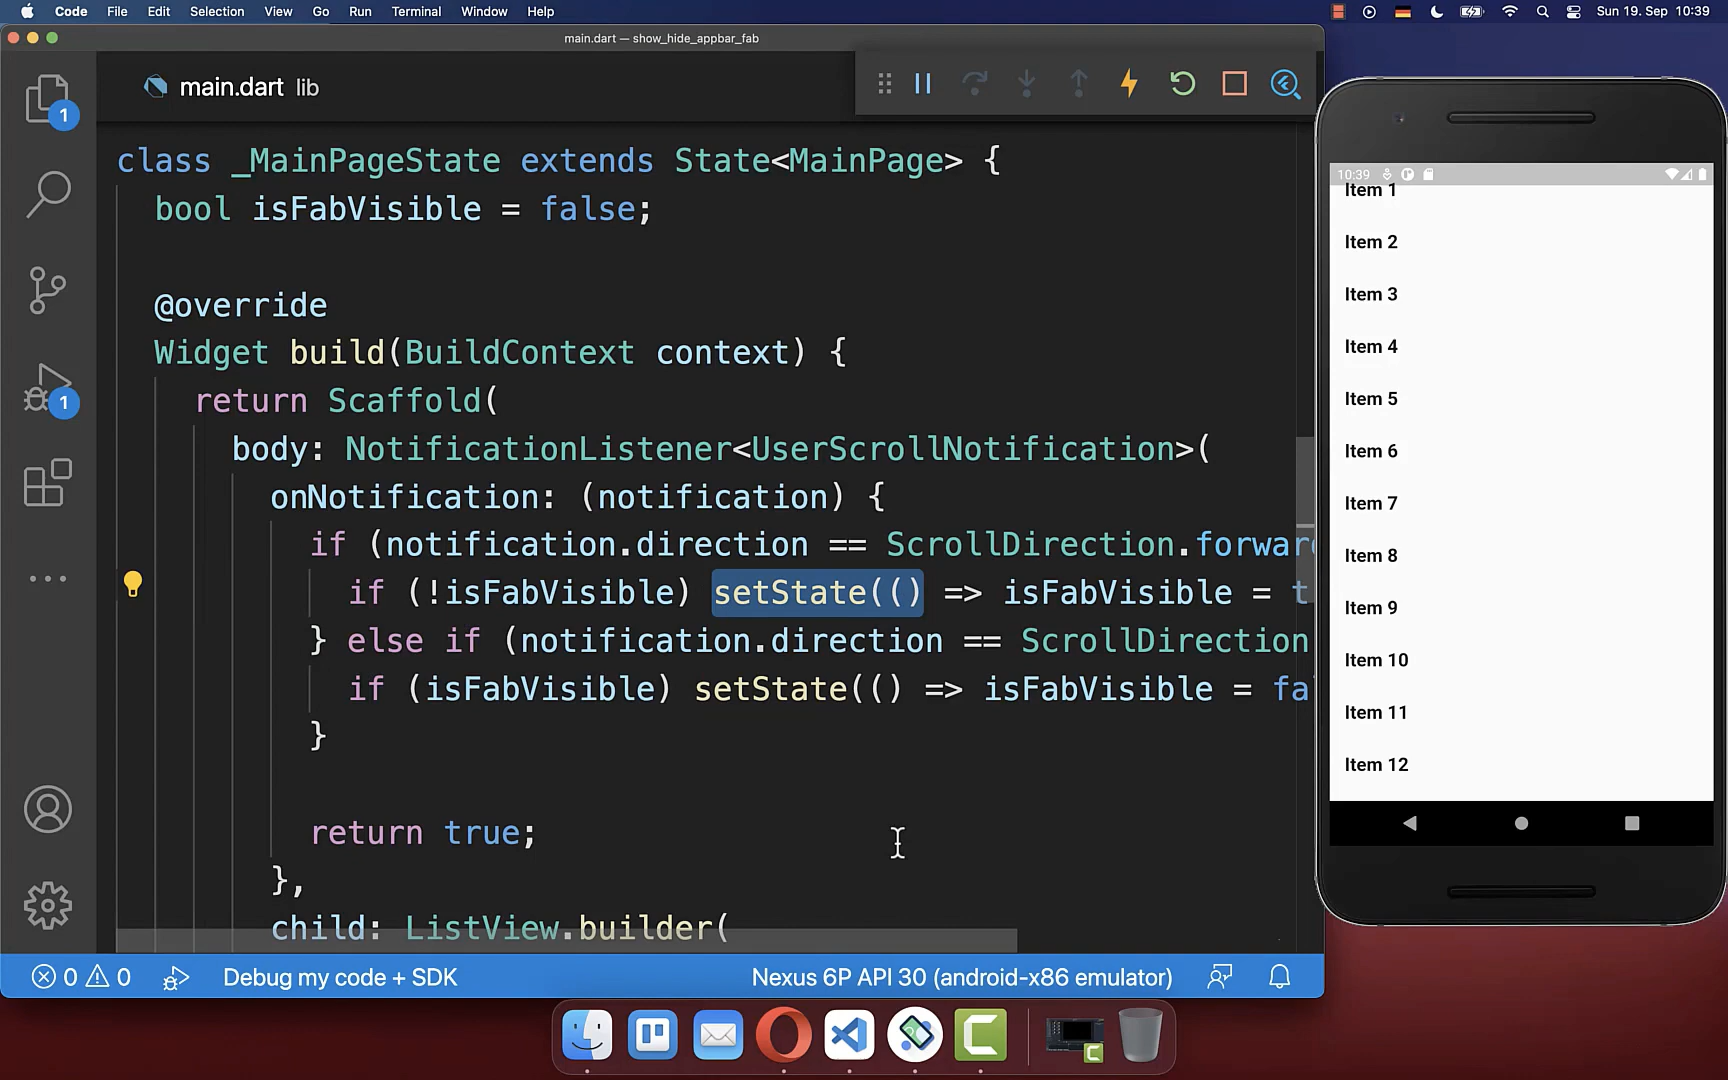 Code File Edit Selection View Go Run Terminal Window Help
Sun 19. Sep 10:39
main.dart — show_hide_appbar_fab
main.dart lib
1
1
class _MainPageState extends State<MainPage> {
bool isFabVisible = false;
@override
Widget build(BuildContext context) {
return Scaffold(
body: NotificationListener<UserScrollNotification>(
onNotification: (notification) {
if (notification.direction == ScrollDirection.forward
if (!isFabVisible) setState(() => isFabVisible = t
} else if (notification.direction == ScrollDirection
if (isFabVisible) setState(() => isFabVisible = fa
}
return true;
},
child: ListView.builder(
0 0 Debug my code + SDK
Nexus 6P API 30 (android-x86 emulator)
10:39
Item 1
Item 2
Item 3
Item 4
Item 5
Item 6
Item 7
Item 8
Item 9
Item 10
Item 11
Item 12